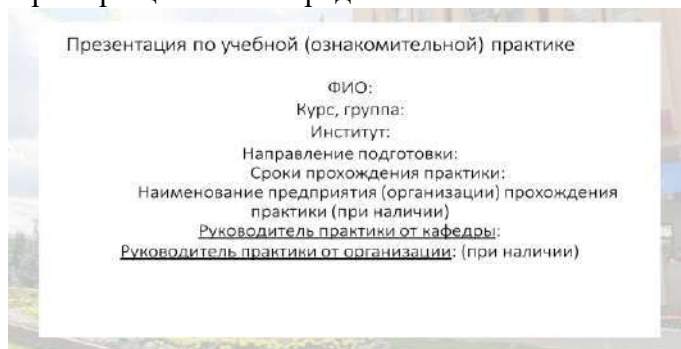 Презентация по учебной (ознакомительной) практике
ФИО:
Курс, группа:
Институт:
Направление подготовки:
Сроки прохождения практики:
Наименование предприятия (организации) прохождения
практики (при наличии)
Руководитель практики от кафедры:
Руководитель практики от организации: (при наличии)